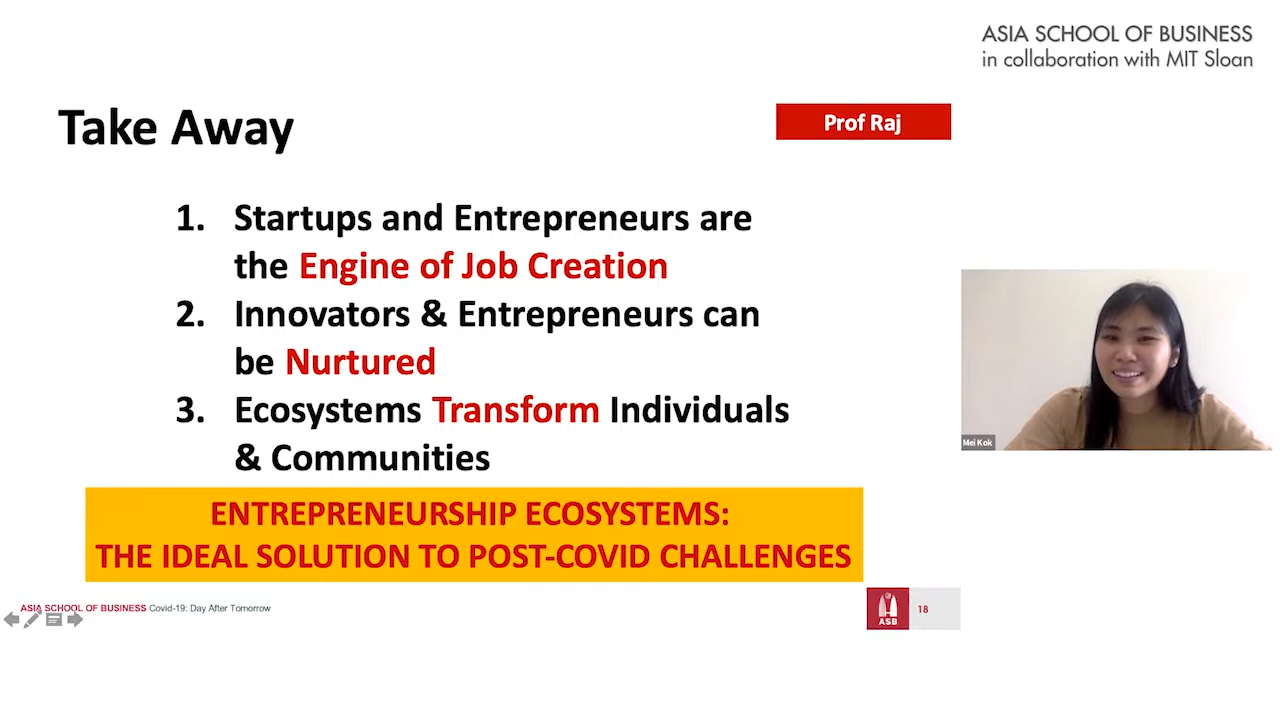 ASIA SCHOOL OF BUSINESS
in collaboration with MIT Sloan
Take Away
Prof Raj
1. Startups and Entrepreneurs are
the Engine of Job Creation
2. Innovators & Entrepreneurs can
be Nurtured
3. Ecosystems Transform Individuals
& Communities
Mei Kok
ENTREPRENEURSHIP ECOSYSTEMS:
THE IDEAL SOLUTION TO POST-COVID CHALLENGES
ASIA SCHOOL OF BUSINESS Covid-19: Day After Tomorrow
ASB
18